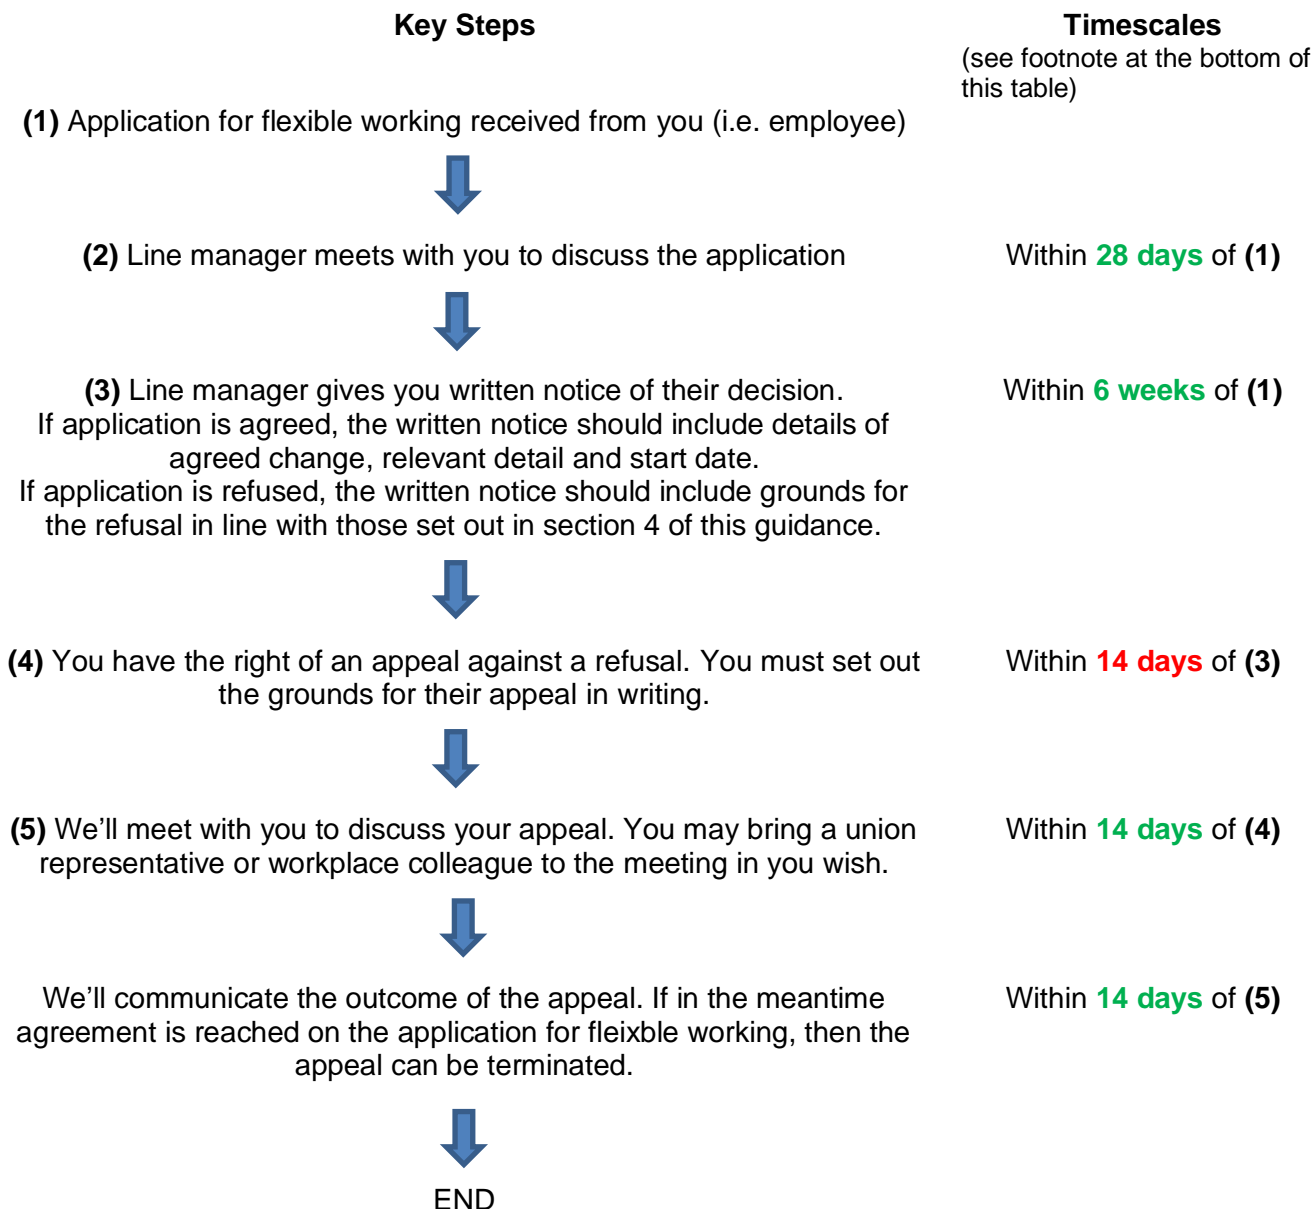 Key Steps
Timescales
(see footnote at the bottom of
this table)
(1) Application for flexible working received from you (i.e. employee)
(2) Line manager meets with you to discuss the application
Within 28 days of (1)
(3) Line manager gives you written notice of their decision.
Within 6 weeks of (1)
If application is agreed, the written notice should include details of
agreed change, relevant detail and start date.
If application is refused, the written notice should include grounds for
the refusal in line with those set out in section 4 of this guidance.
(4) You have the right of an appeal against a refusal. You must set out
Within 14 days of (3)
the grounds for their appeal in writing.
(5) We’ll meet with you to discuss your appeal. You may bring a union
Within 14 days of (4)
representative or workplace colleague to the meeting in you wish.
We’ll communicate the outcome of the appeal. If in the meantime
Within 14 days of (5)
agreement is reached on the application for fleixble working, then the
appeal can be terminated.
END